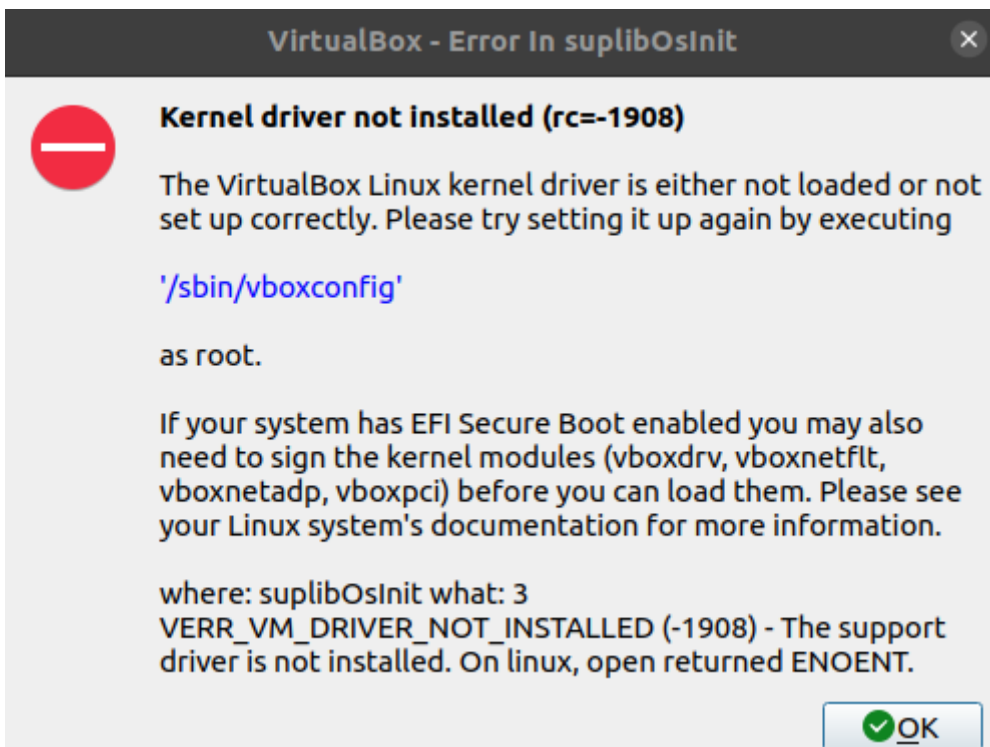 VirtualBox - Error In suplibOsInit
Kernel driver not installed (rc=-1908)
The VirtualBox Linux kernel driver is either not loaded or not
set up correctly. Please try setting it up again by executing
'/sbin/vboxconfig'
as root.
If your system has EFI Secure Boot enabled you may also
need to sign the kernel modules (vboxdrv, vboxnetflt,
vboxnetadp, vboxpci) before you can load them. Please see
your Linux system's documentation for more information.
where: suplibOsInit what: 3
VERR_VM_DRIVER_NOT_INSTALLED (-1908) - The support
driver is not installed. On linux, open returned ENOENT.
OK